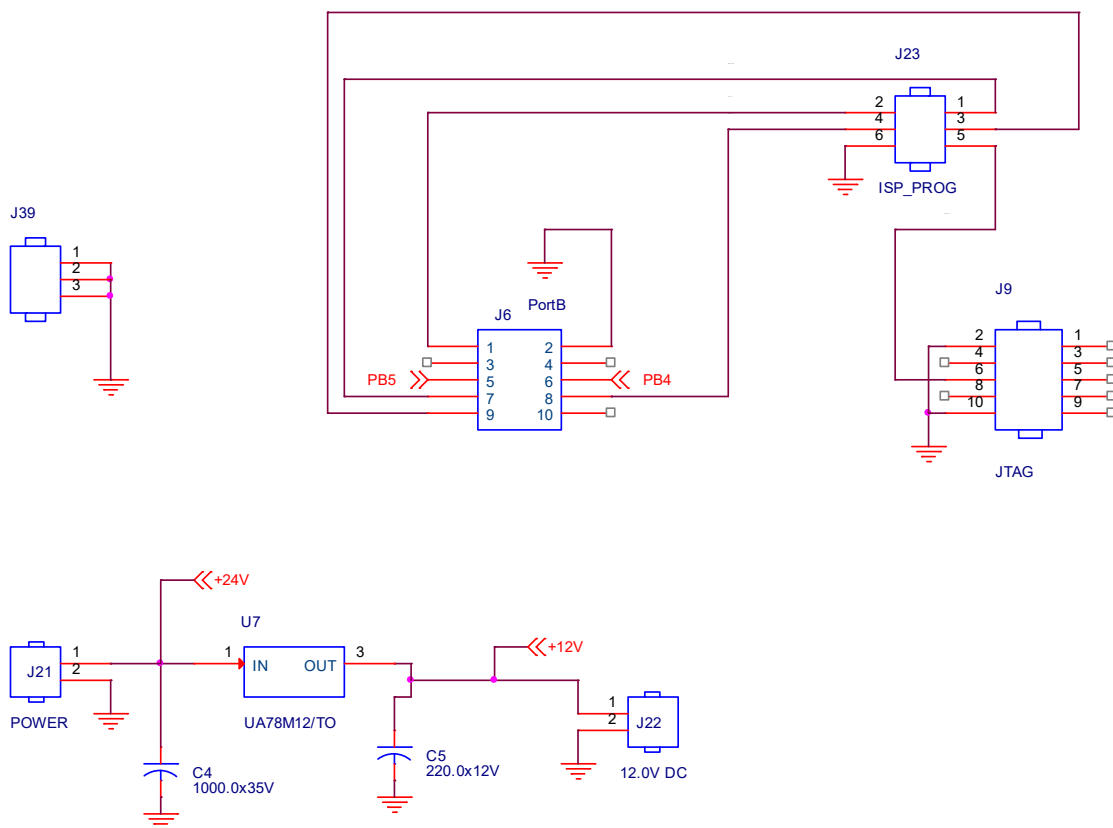 J23
2
1
4
3
6
5
ISP_PROG
J39
1
2
3
J9
2
1
4
3
6
5
8
7
10
9
JTAG
PortB
J6
1
2
3
4
PB5
5
6
PB4
7
8
9
10
+24V
U7
+12V
1
2
J21
POWER
1
IN
OUT
3
UA78M12/TO
1
2
J22
12.0V DC
C4
1000.0x35V
C5
220.0x12V